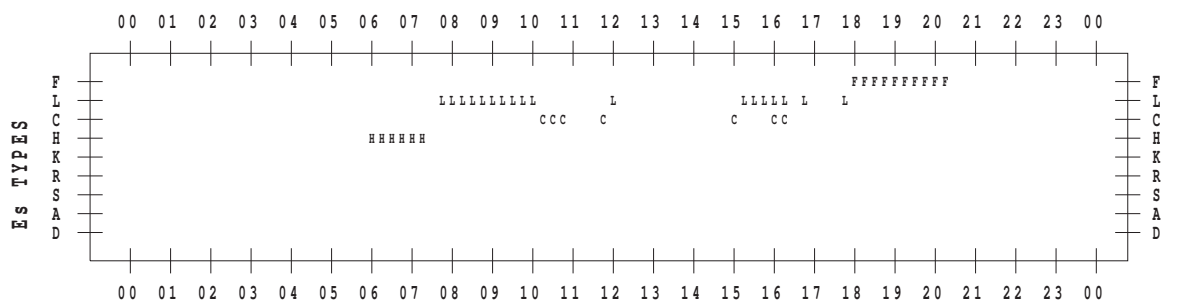 00 01 02 03 04 05 06 07 08 09 10 11 12 13 14 15 16 17 18 19 20 21 22 23 00
F FFFFFFFFFF F
L LLLLLLLLLL L LLLLL L L L
C CCC C C CC C
H HHHHHH H
K K
R R
S S
A A
D D
Es TYPES
00 01 02 03 04 05 06 07 08 09 10 11 12 13 14 15 16 17 18 19 20 21 22 23 00